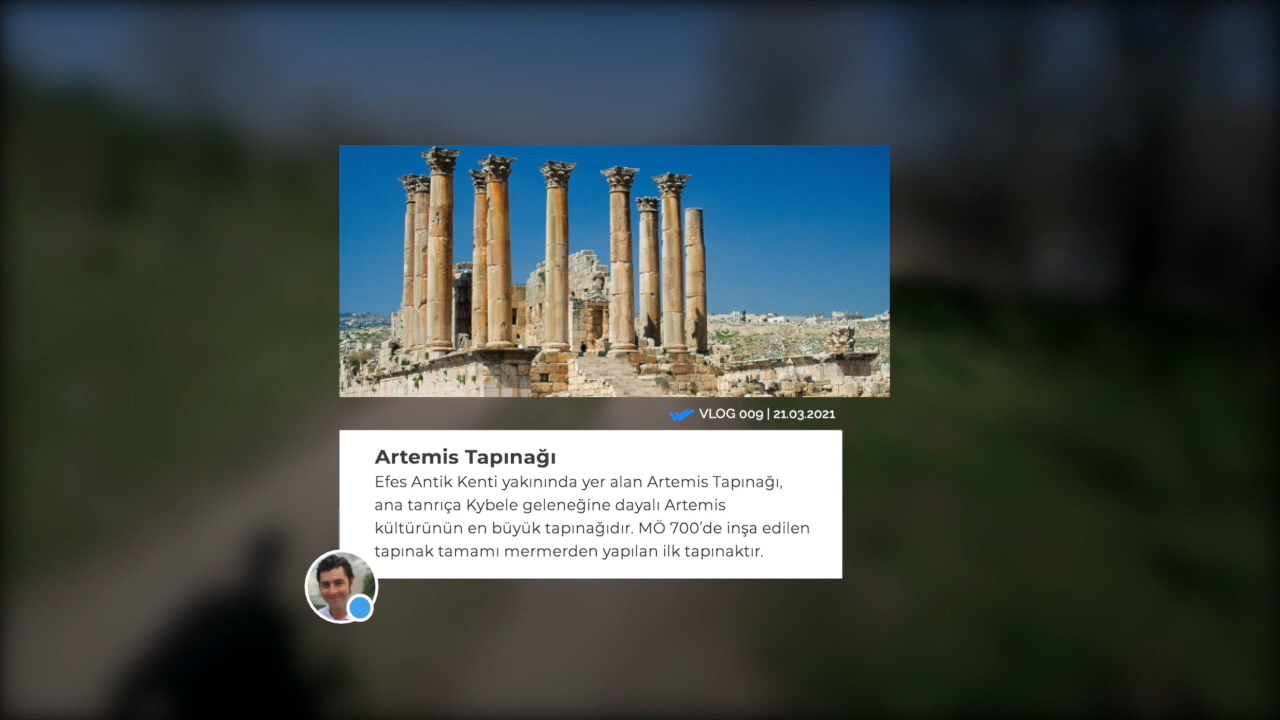 VLOG 009 | 21.03.2021
Artemis Tapınağı
Efes Antik Kenti yakınında yer alan Artemis Tapınağı,
ana tanrıça Kybele geleneğine dayalı Artemis
kültürünün en büyük tapınağıdır. MÖ 700’de inşa edilen
tapınak tamamı mermerden yapılan ilk tapınaktır.